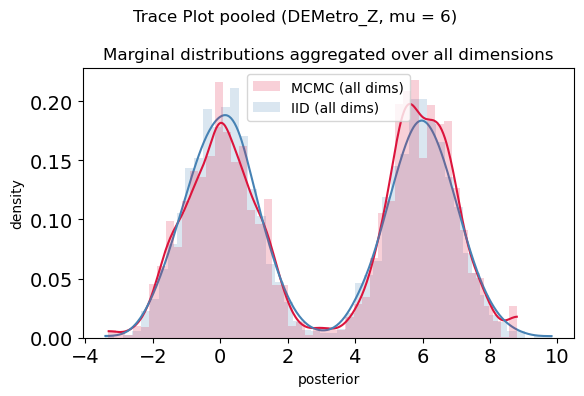 Trace Plot pooled (DEMetro_Z, mu = 6)
Marginal distributions aggregated over all dimensions
MCMC (all dims)
IID (all dims)
density
0.20
0.15
0.10
0.05
0.00
−4 −2 0 2 4 6 8 10
posterior